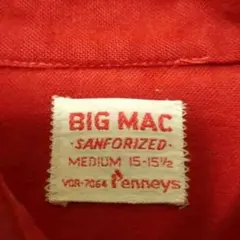 BIG MAC
·SANFORIZED·
MEDIUM 15-15½
VGR-7064 Penneys